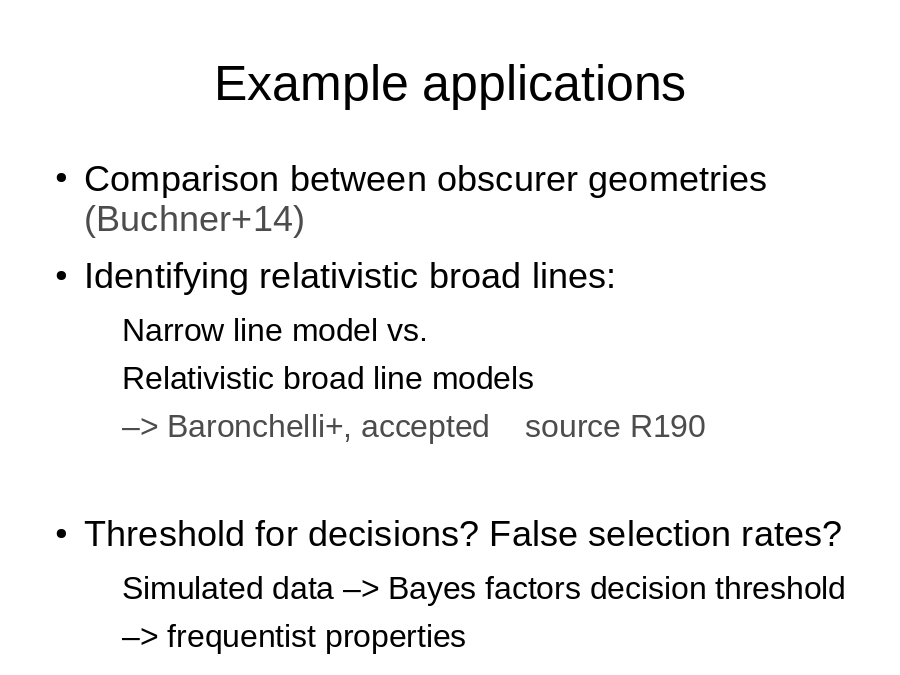 Example applications
• Comparison between obscurer geometries
(Buchner+14)
• Identifying relativistic broad lines:
Narrow line model vs.
Relativistic broad line models
–> Baronchelli+, accepted    source R190
• Threshold for decisions? False selection rates?
Simulated data –> Bayes factors decision threshold
–> frequentist properties